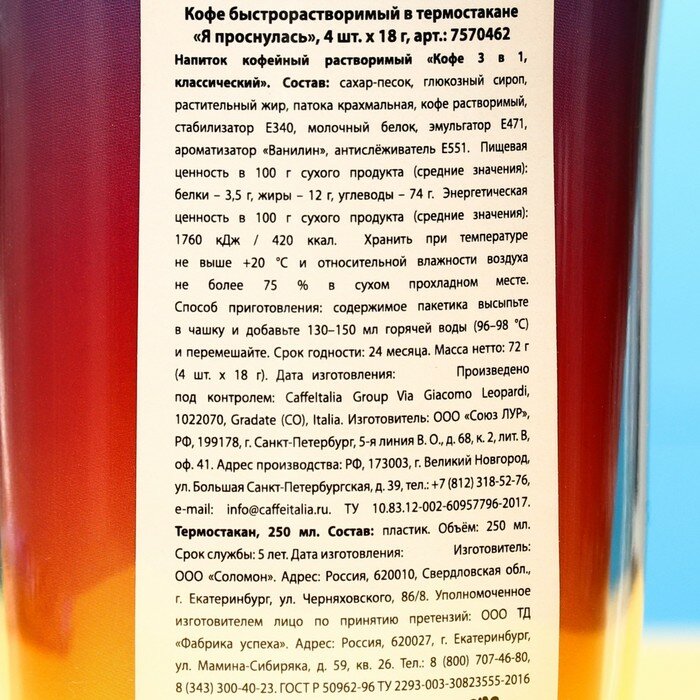 Кофе быстрорастворимый в термостакане
«Я проснулась», 4 шт. х 18 г, арт.: 7570462
Напиток кофейный растворимый «Кофе 3 в 1,
классический». Состав: сахар-песок, глюкозный сироп,
растительный жир, патока крахмальная, кофе растворимый,
стабилизатор Е340, молочный белок, эмульгатор Е471,
ароматизатор «Ванилин», антислёживатель Е551. Пищевая
ценность в 100 г сухого продукта (средние значения):
белки – 3,5 г, жиры – 12 г, углеводы – 74 г. Энергетическая
ценность в 100 г сухого продукта (средние значения):
1760 кДж / 420 ккал. Хранить при температуре
не выше +20 °С и относительной влажности воздуха
не более 75 % в сухом прохладном месте.
Способ приготовления: содержимое пакетика высыпьте
в чашку и добавьте 130–150 мл горячей воды (96–98 °С)
и перемешайте. Срок годности: 24 месяца. Масса нетто: 72 г
(4 шт. х 18 г). Дата изготовления: Произведено
под контролем: CaffeItalia Group Via Giacomo Leopardi,
1022070, Gradate (CO), Italia. Изготовитель: ООО «Союз ЛУР»,
РФ, 199178, г. Санкт-Петербург, 5-я линия В. О., д. 68, к. 2, лит. В,
оф. 41. Адрес производства: РФ, 173003, г. Великий Новгород,
ул. Большая Санкт-Петербургская, д. 39, тел.: +7 (812) 318-52-76,
e-mail: info@caffeitalia.ru. ТУ 10.83.12-002-60957796-2017.
Термостакан, 250 мл. Состав: пластик. Объём: 250 мл.
Срок службы: 5 лет. Дата изготовления: Изготовитель:
ООО «Соломон». Адрес: Россия, 620010, Свердловская обл.,
г. Екатеринбург, ул. Черняховского, 86/8. Уполномоченное
изготовителем лицо по принятию претензий: ООО ТД
«Фабрика успеха». Адрес: Россия, 620027, г. Екатеринбург,
ул. Мамина-Сибиряка, д. 59, кв. 26. Тел.: 8 (800) 707-46-80,
8 (343) 300-40-23. ГОСТ Р 50962-96 ТУ 2293-003-30823555-2016